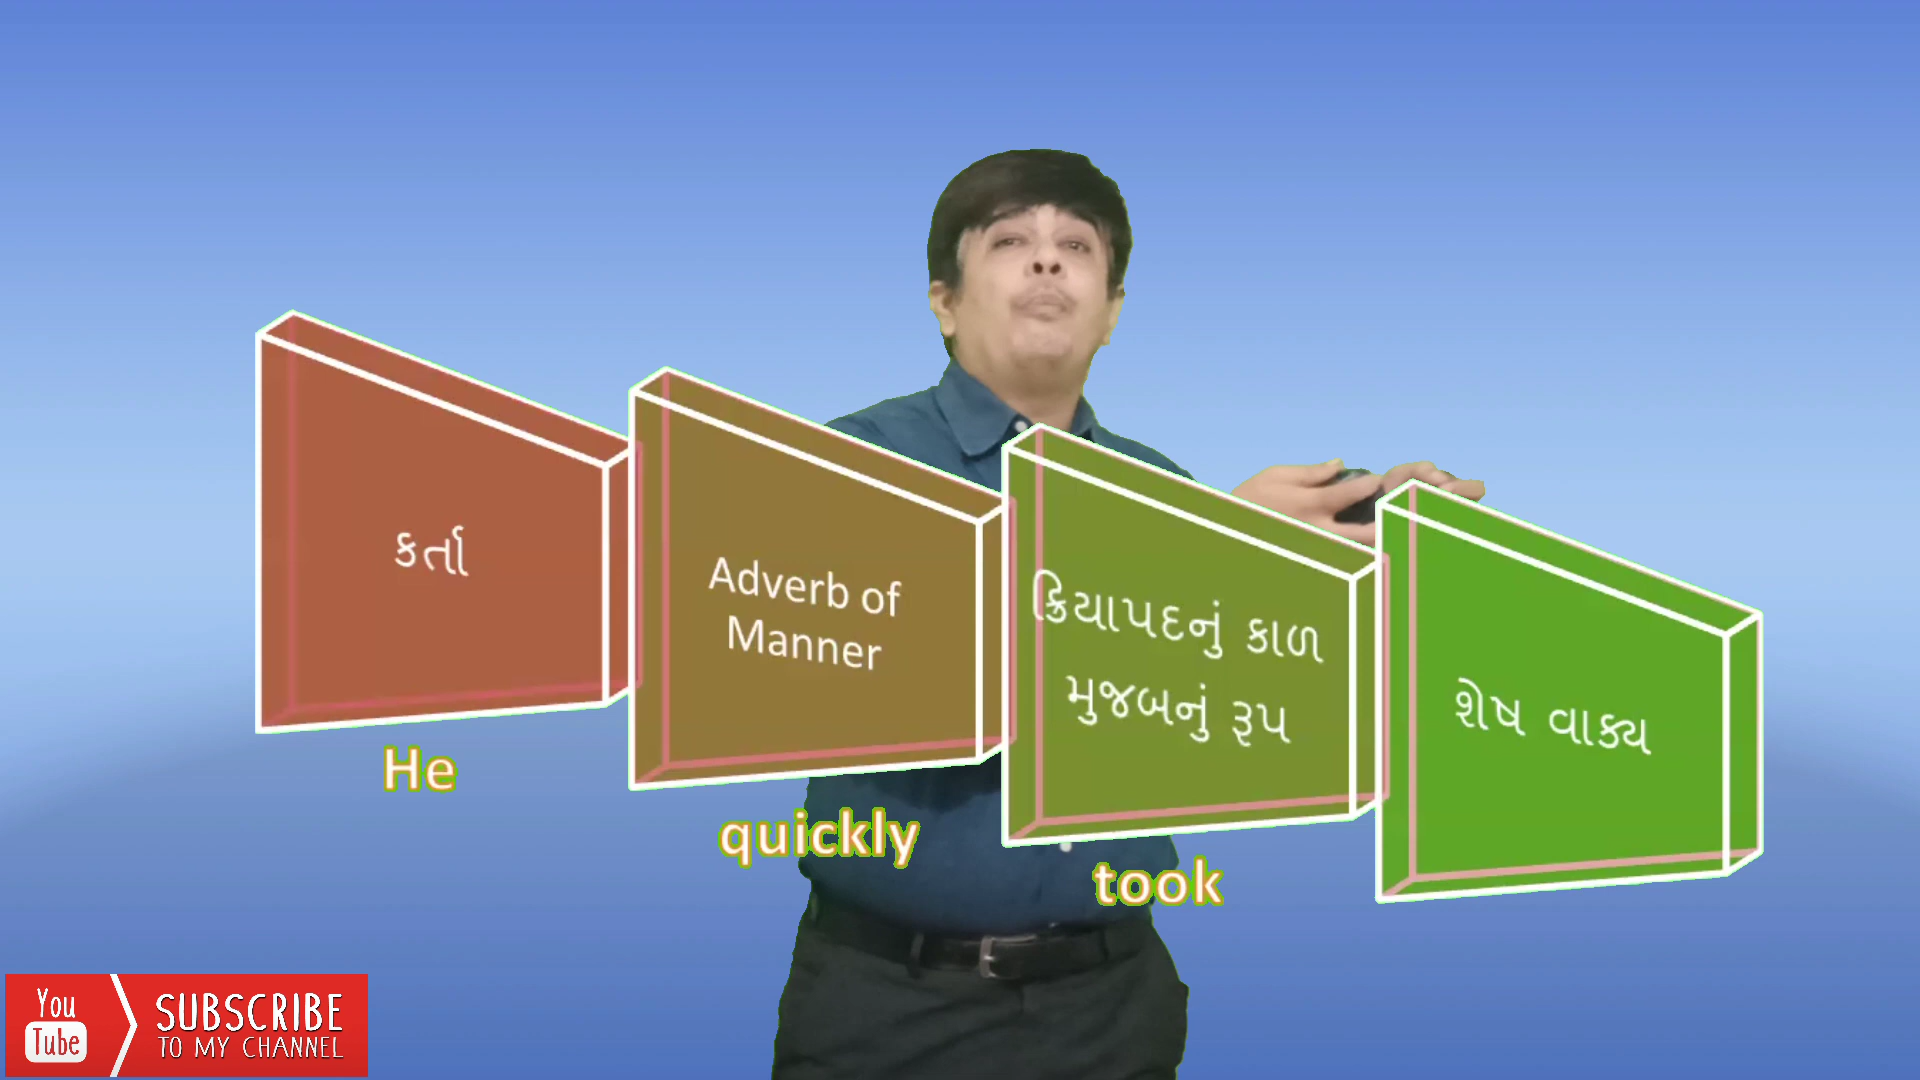 કર્તા
Adverb of
Manner
ક્રિયાપદનું કાળ
મુજબનું રૂપ
શેષ વાક્ય
He
quickly
took
You
Tube
SUBSCRIBE
TO MY CHANNEL